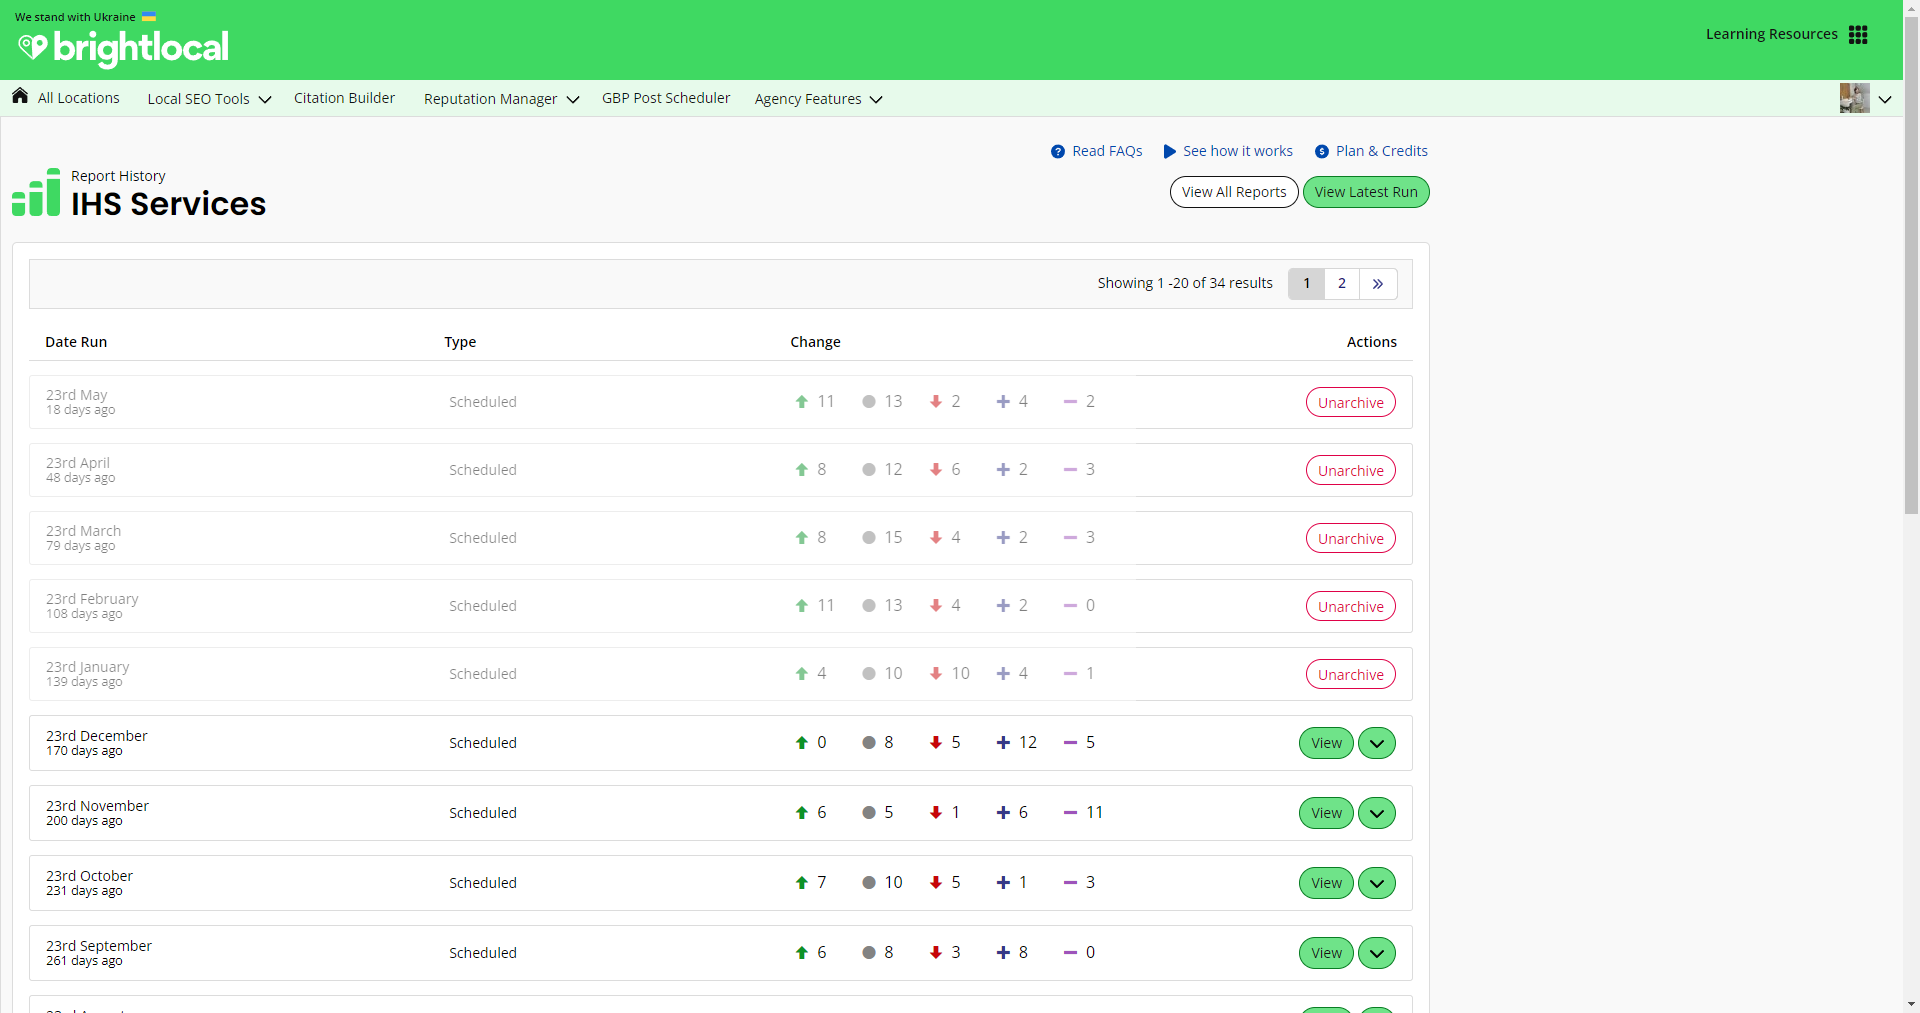 We stand with Ukraine
brightlocal
Learning Resources
All Locations
Local SEO Tools
Citation Builder
Reputation Manager
GBP Post Scheduler
Agency Features
Read FAQs
See how it works
Plan & Credits
Report History
IHS Services
View All Reports
View Latest Run
Showing 1 -20 of 34 results
1 2 »
Date Run Type Change Actions
23rd May
18 days ago
Scheduled 11 13 2 4 2 Unarchive
23rd April
48 days ago
Scheduled 8 12 6 2 3 Unarchive
23rd March
79 days ago
Scheduled 8 15 4 2 3 Unarchive
23rd February
108 days ago
Scheduled 11 13 4 2 0 Unarchive
23rd January
139 days ago
Scheduled 4 10 10 4 1 Unarchive
23rd December
170 days ago
Scheduled 0 8 5 12 5 View
23rd November
200 days ago
Scheduled 6 5 1 6 11 View
23rd October
231 days ago
Scheduled 7 10 5 1 3 View
23rd September
261 days ago
Scheduled 6 8 3 8 0 View